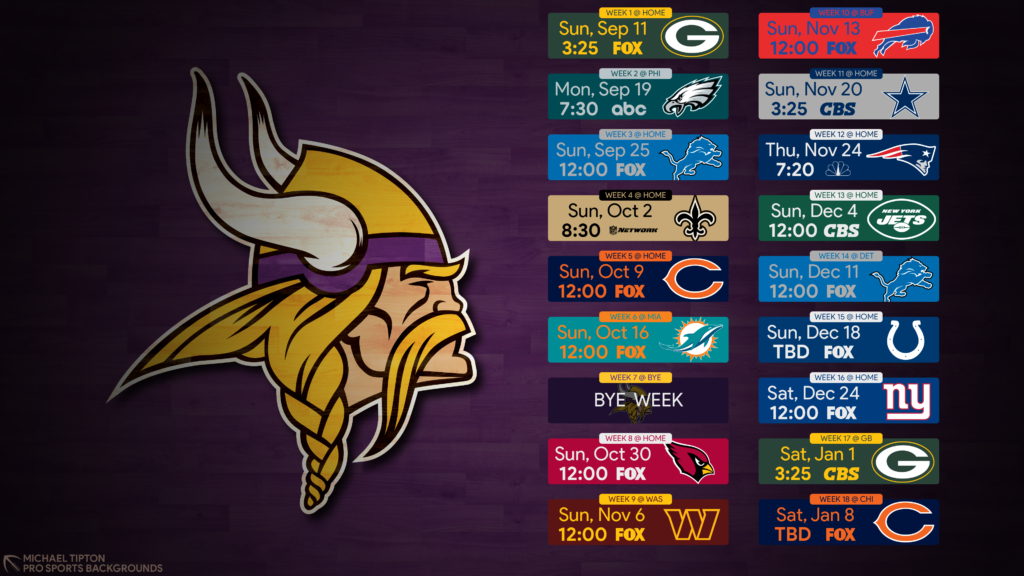 WEEK 1 @ HOME
Sun, Sep 11
3:25 FOX
G
WEEK 2 @ PHI
Mon, Sep 19
7:30 abc
WEEK 3 @ HOME
Sun, Sep 25
12:00 FOX
WEEK 4 @ HOME
Sun, Oct 2
8:30 NFL NETWORK
WEEK 5 @ HOME
Sun, Oct 9
12:00 FOX
C
WEEK 6 @ MIA
Sun, Oct 16
12:00 FOX
WEEK 7 @ BYE
BYE WEEK
WEEK 8 @ HOME
Sun, Oct 30
12:00 FOX
WEEK 9 @ WAS
Sun, Nov 6
12:00 FOX
W
WEEK 10 @ BUF
Sun, Nov 13
12:00 FOX
WEEK 11 @ HOME
Sun, Nov 20
3:25 CBS
WEEK 12 @ HOME
Thu, Nov 24
7:20
WEEK 13 @ HOME
Sun, Dec 4
12:00 CBS
NEW YORK
JETS
WEEK 14 @ DET
Sun, Dec 11
12:00 FOX
WEEK 15 @ HOME
Sun, Dec 18
TBD FOX
WEEK 16 @ HOME
Sat, Dec 24
12:00 FOX
ny
WEEK 17 @ GB
Sat, Jan 1
3:25 CBS
G
WEEK 18 @ CHI
Sat, Jan 8
TBD FOX
C
MICHAEL TIPTON
PRO SPORTS BACKGROUNDS